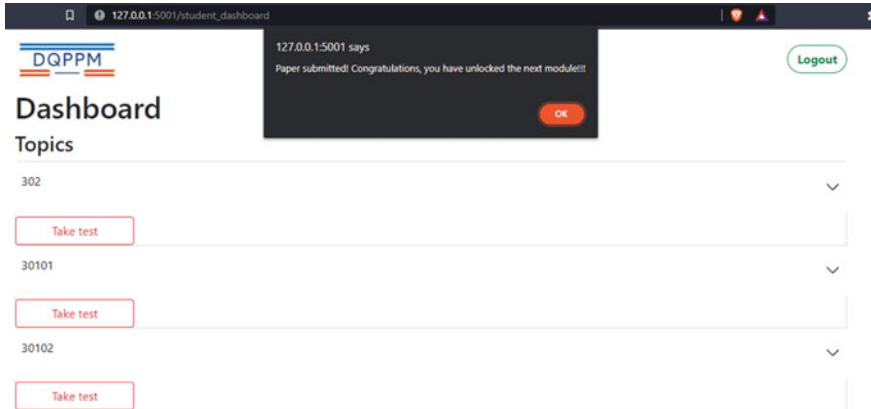 127.0.0.1:5001/student_dashboard
127.0.0.1:5001 says
Paper submitted! Congratulations, you have unlocked the next module!!!
OK
DQPPM
Logout
Dashboard
Topics
302
Take test
30101
Take test
30102
Take test